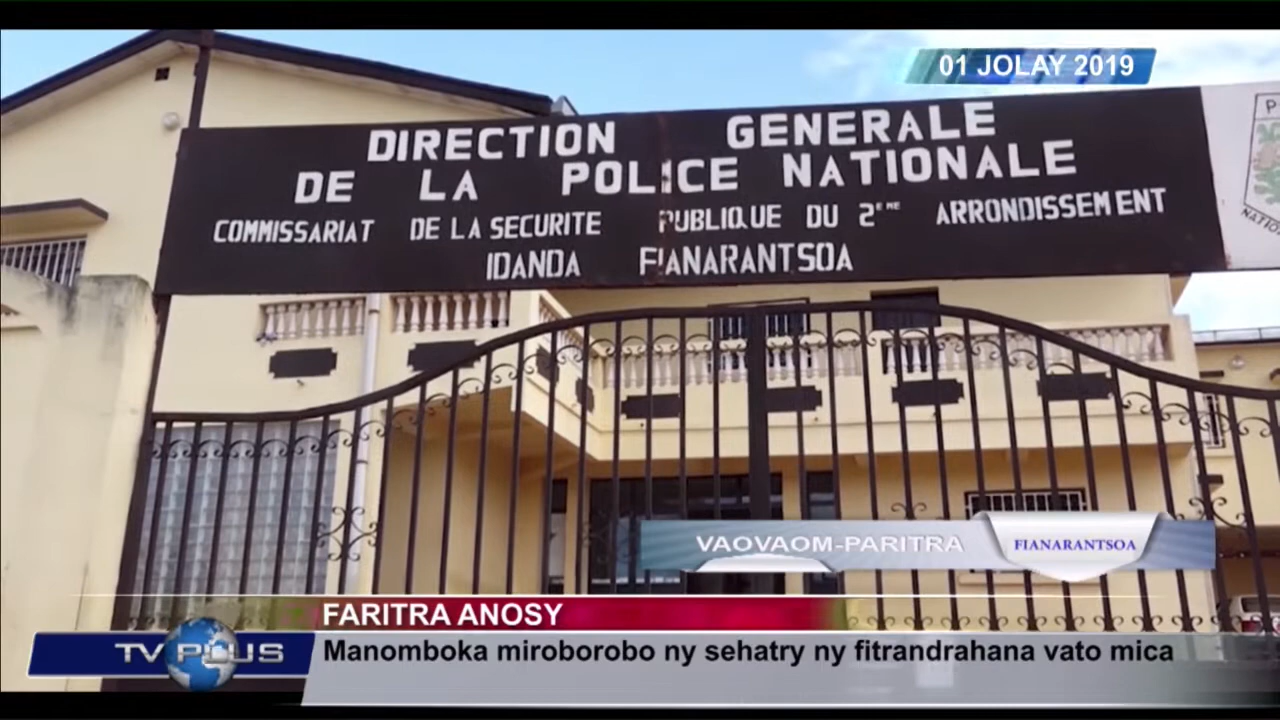 01 JOLAY 2019
DIRECTION GENERALE
DE LA POLICE NATIONALE
COMMISSARIAT DE LA SECURITE PUBLIQUE DU 2EME ARRONDISSEMENT
IDANDA FIANARANTSOA
VAOVAOM-PARITRA
FIANARANTSOA
FARITRA ANOSY
TV PLUS
Manomboka miroborobo ny sehatry ny fitrandrahana vato mica